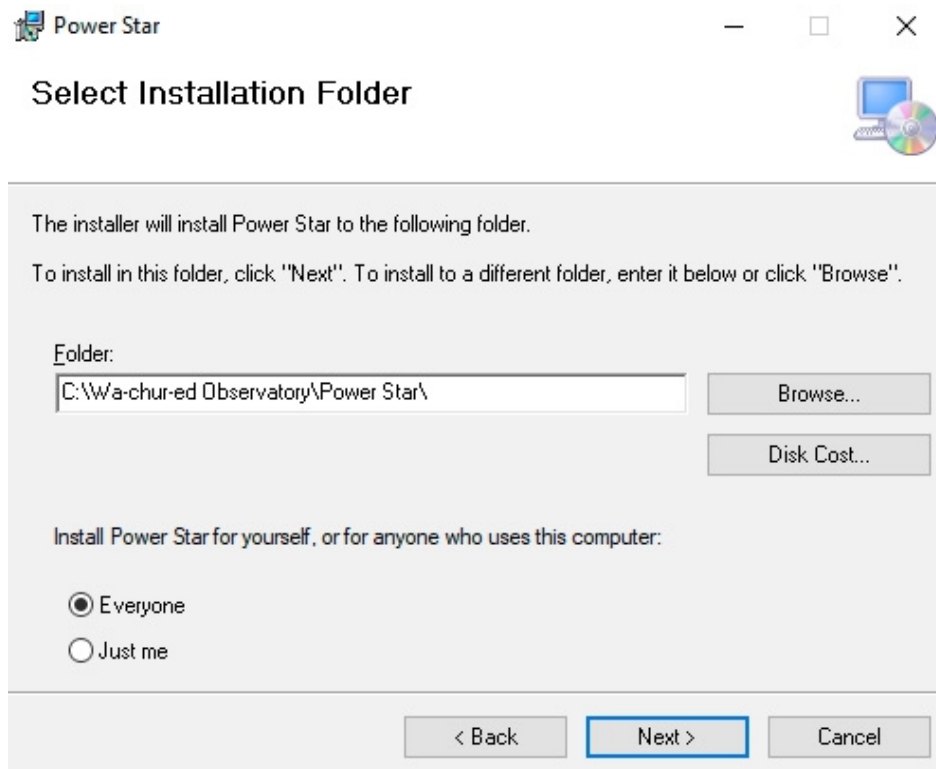 Power Star
Select Installation Folder
The installer will install Power Star to the following folder.
To install in this folder, click "Next". To install to a different folder, enter it below or click "Browse".
Folder:
C:\Wa-chur-ed Observatory\Power Star\
Browse...
Disk Cost...
Install Power Star for yourself, or for anyone who uses this computer:
Everyone
Just me
< Back
Next >
Cancel